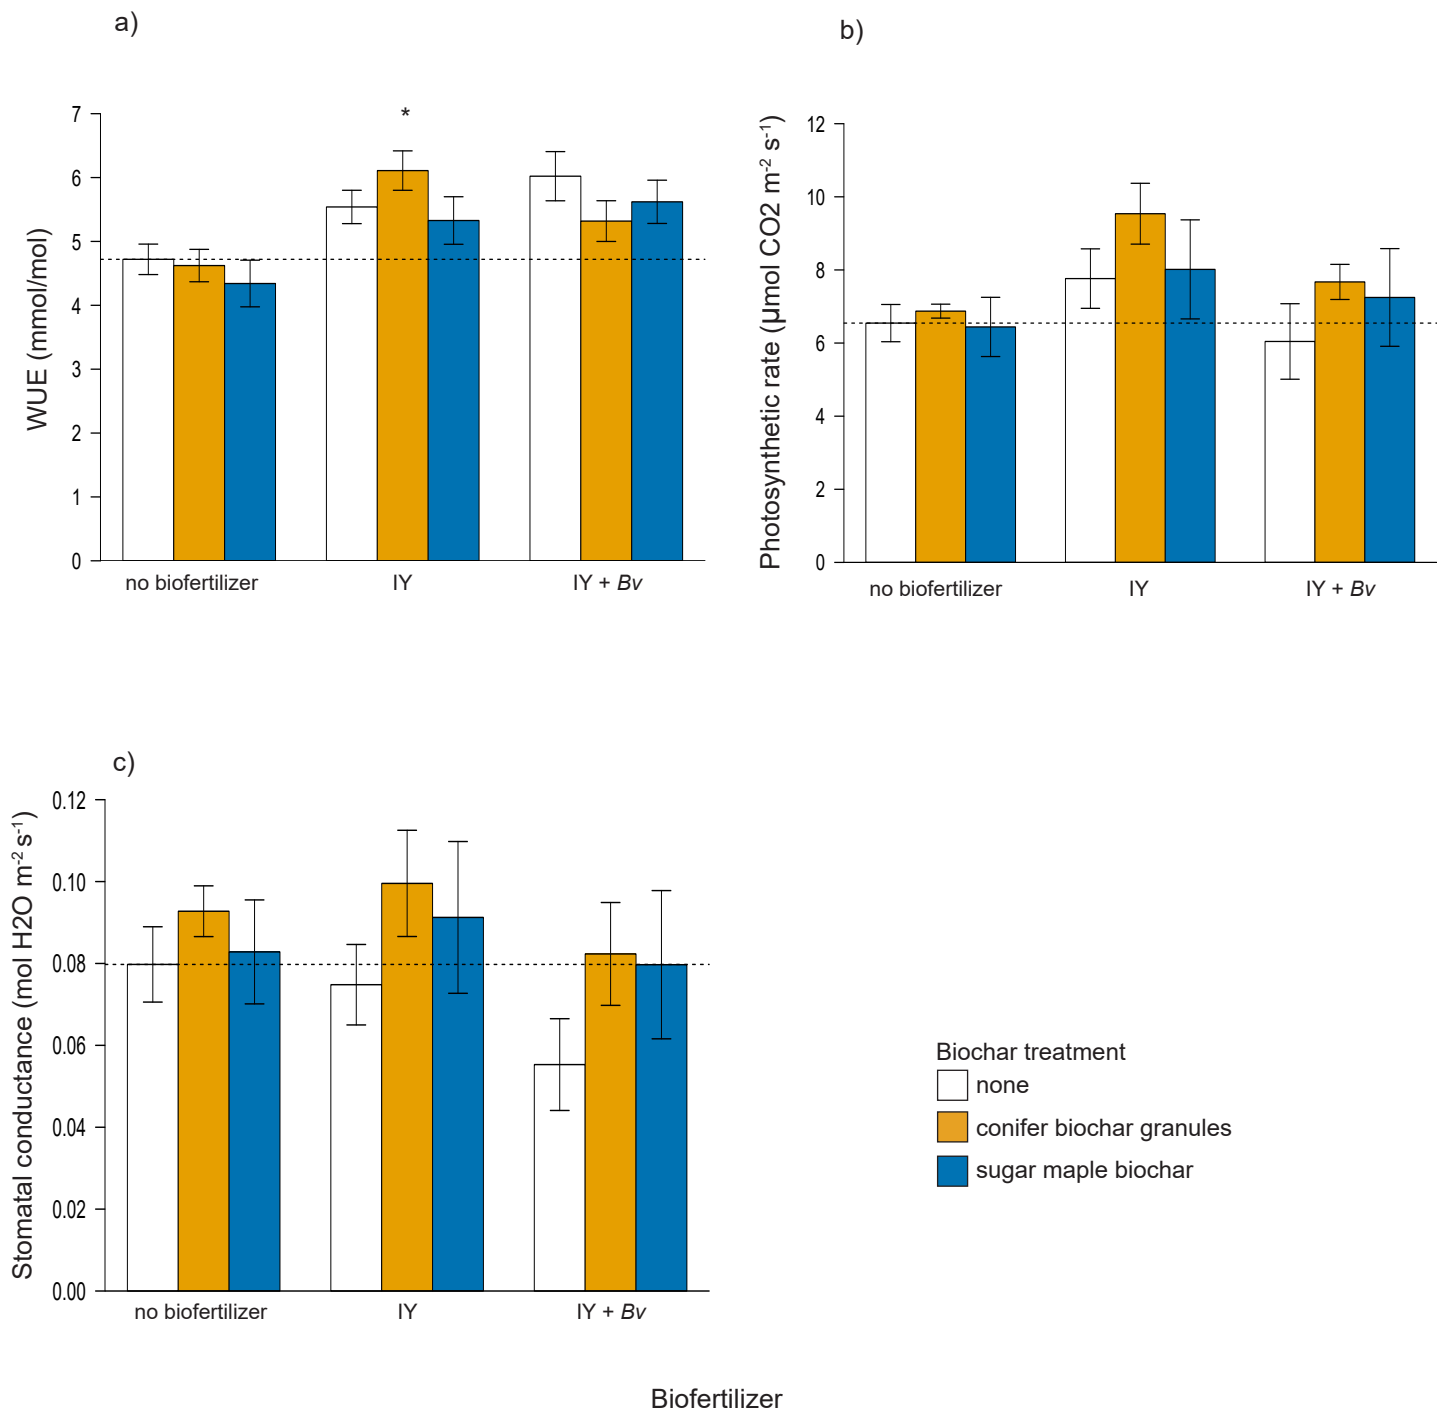 a)
WUE (mmol/mol)
7
6
5
4
3
2
1
0
*
no biofertilizer
IY
IY + Bv
b)
Photosynthetic rate (µmol CO2 m-2 s-1)
12
10
8
6
4
2
0
no biofertilizer
IY
IY + Bv
c)
Stomatal conductance (mol H2O m-2 s-1)
0.12
0.10
0.08
0.06
0.04
0.02
0.00
no biofertilizer
IY
IY + Bv
Biochar treatment
none
conifer biochar granules
sugar maple biochar
Biofertilizer